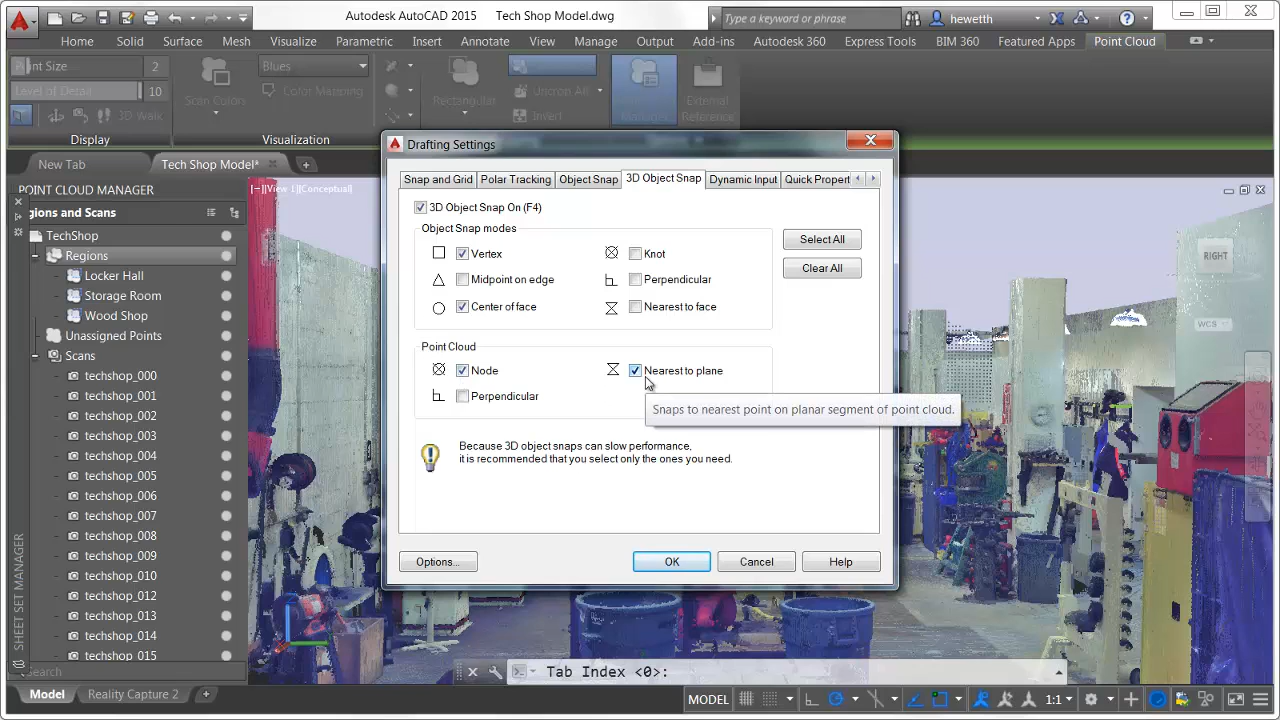 Autodesk AutoCAD 2015 Tech Shop Model.dwg
Type a keyword or phrase
hewetth
Home Solid Surface Mesh Visualize Parametric Insert Annotate View Manage Output Add-ins Autodesk 360 Express Tools BIM 360 Featured Apps Point Cloud
Point Size 2
Level of Detail 10
3D Walk
Display
Scan Colors
Blues
Color Mapping
Visualization
Rectangular
Uncrop All
Invert
External
Reference
New Tab
Tech Shop Model*
POINT CLOUD MANAGER
gions and Scans
TechShop
Regions
Locker Hall
Storage Room
Wood Shop
Unassigned Points
Scans
techshop_000
techshop_001
techshop_002
techshop_003
techshop_004
techshop_005
techshop_006
techshop_007
techshop_008
techshop_009
techshop_010
techshop_012
techshop_013
techshop_014
techshop_015
Search
SHEET SET MANAGER
[−][View 1][Conceptual]
RIGHT
WCS
Drafting Settings
Snap and Grid Polar Tracking Object Snap 3D Object Snap Dynamic Input Quick Propert
3D Object Snap On (F4)
Object Snap modes
Vertex
Knot
Midpoint on edge
Perpendicular
Center of face
Nearest to face
Select All
Clear All
Point Cloud
Node
Nearest to plane
Perpendicular
Snaps to nearest point on planar segment of point cloud.
Because 3D object snaps can slow performance,
it is recommended that you select only the ones you need.
Options...
OK
Cancel
Help
Tab Index <0>:
Model Reality Capture 2
MODEL
1:1